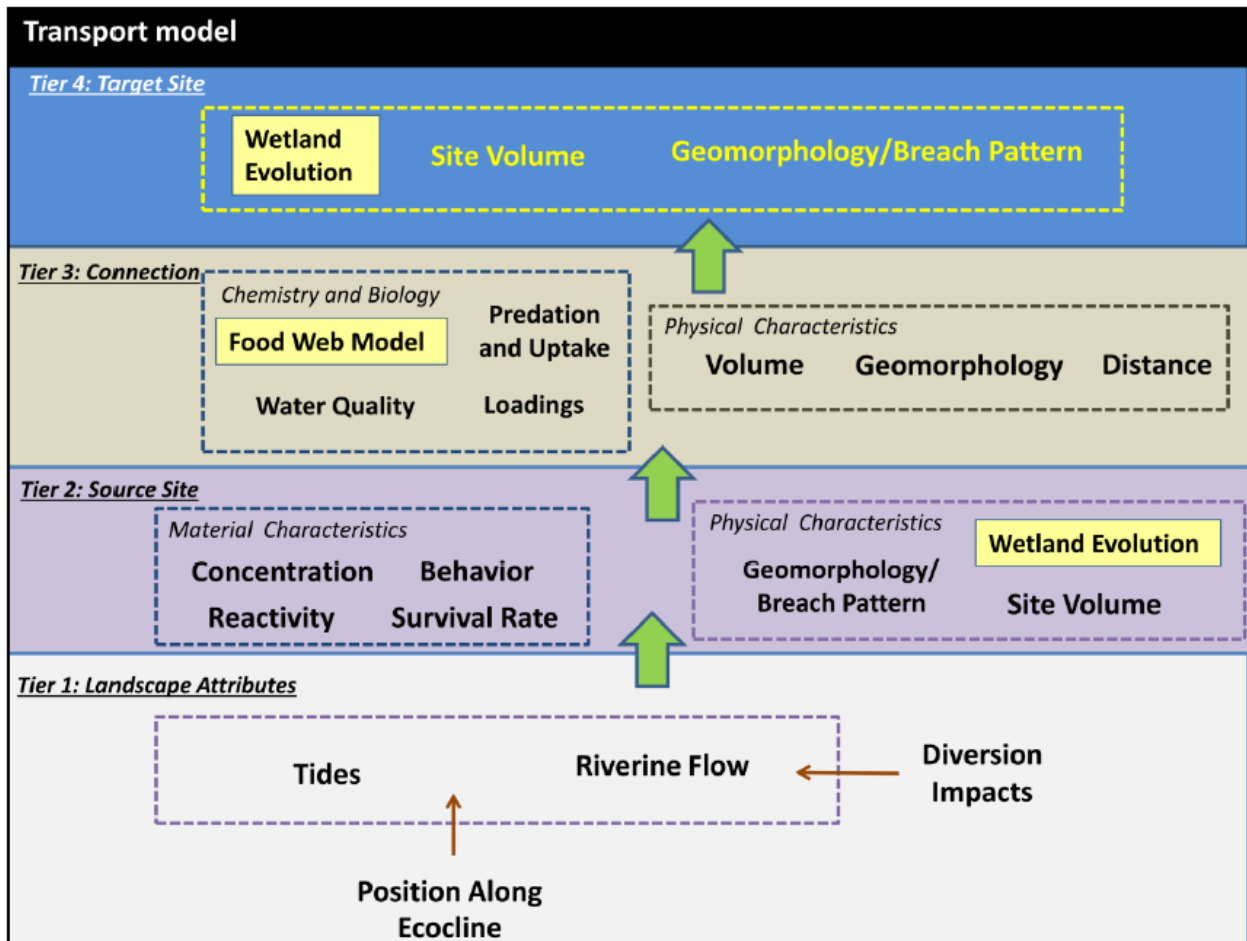 Transport model
Tier 4: Target Site
Wetland
Evolution
Site Volume
Geomorphology/Breach Pattern
Tier 3: Connection
Chemistry and Biology
Food Web Model
Predation
and Uptake
Water Quality
Loadings
Physical Characteristics
Volume
Geomorphology
Distance
Tier 2: Source Site
Material Characteristics
Concentration
Behavior
Reactivity
Survival Rate
Physical Characteristics
Wetland Evolution
Geomorphology/
Breach Pattern
Site Volume
Tier 1: Landscape Attributes
Tides
Riverine Flow
Diversion
Impacts
Position Along
Ecocline